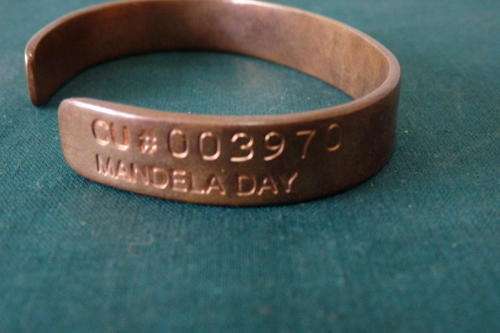 CU # 003970
MANDELA DAY